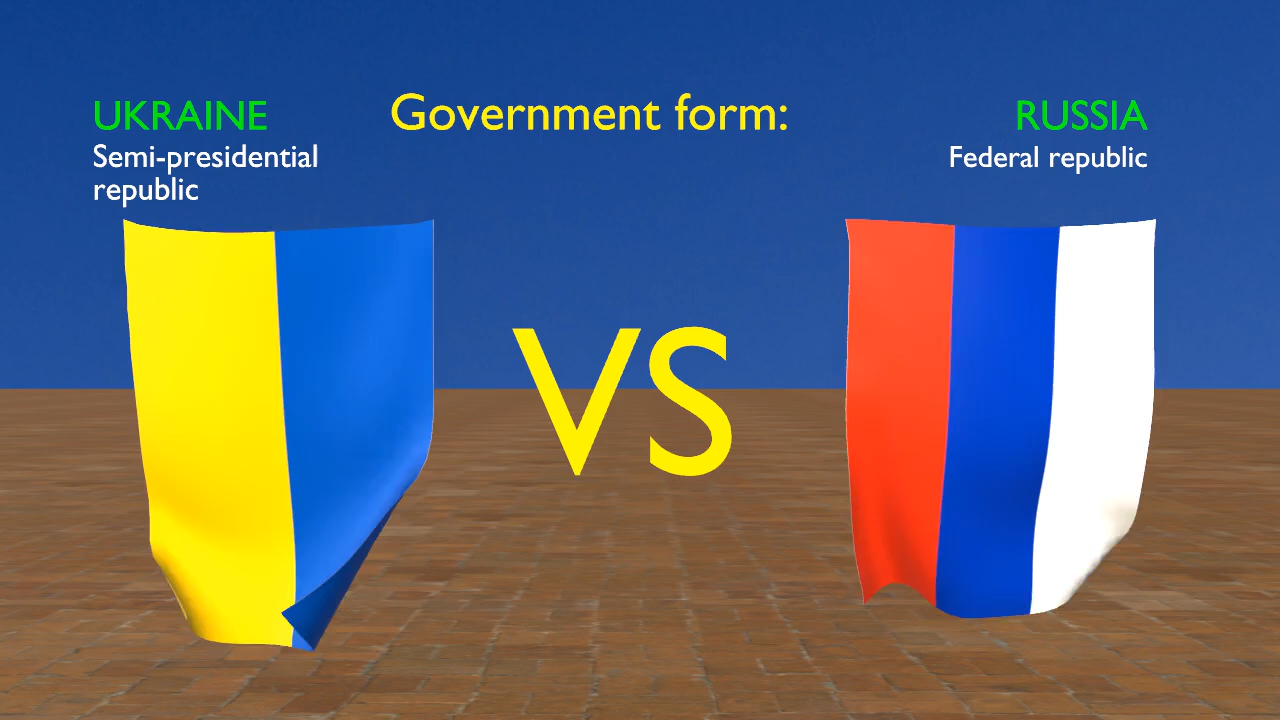 UKRAINE
Semi-presidential
republic
Government form:
RUSSIA
Federal republic
VS